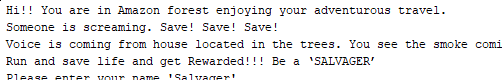 Hi!! You are in Amazon forest enjoying your adventurous travel.
Someone is screaming. Save! Save! Save!
Voice is coming from house located in the trees. You see the smoke comi
Run and save life and get Rewarded!!! Be a ‘SALVAGER’
Please enter your name 'Salvager'